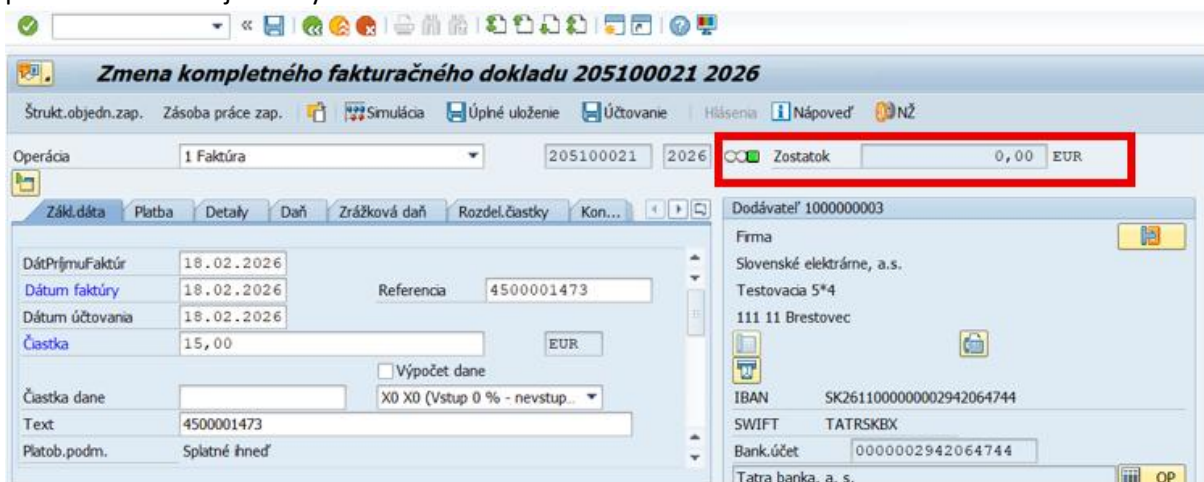 Zmena kompletného fakturačného dokladu 205100021 2026
Štrukt.objedn.zap. Zásoba práce zap. Simulácia Úplné uloženie Účtovanie Hlásenia Nápoveď NŽ
Operácia 1 Faktúra 205100021 2026 Zostatok 0,00 EUR
Zákl.dáta Platba Detaily Daň Zrážková daň Rozdel.čiastky Kon...
Dodávateľ 1000000003
Firma
DátPríjmuFaktúr 18.02.2026
Slovenské elektrárne, a.s.
Dátum faktúry 18.02.2026 Referencia 4500001473
Testovacia 5*4
Dátum účtovania 18.02.2026
111 11 Brestovec
Čiastka 15,00 EUR
Výpočet dane
Čiastka dane X0 X0 (Vstup 0 % - nevstup..
IBAN SK2611000000002942064744
Text 4500001473
SWIFT TATRSKBX
Platob.podm. Splatné ihneď
Bank.účet 0000002942064744
Tatra banka, a. s. OP